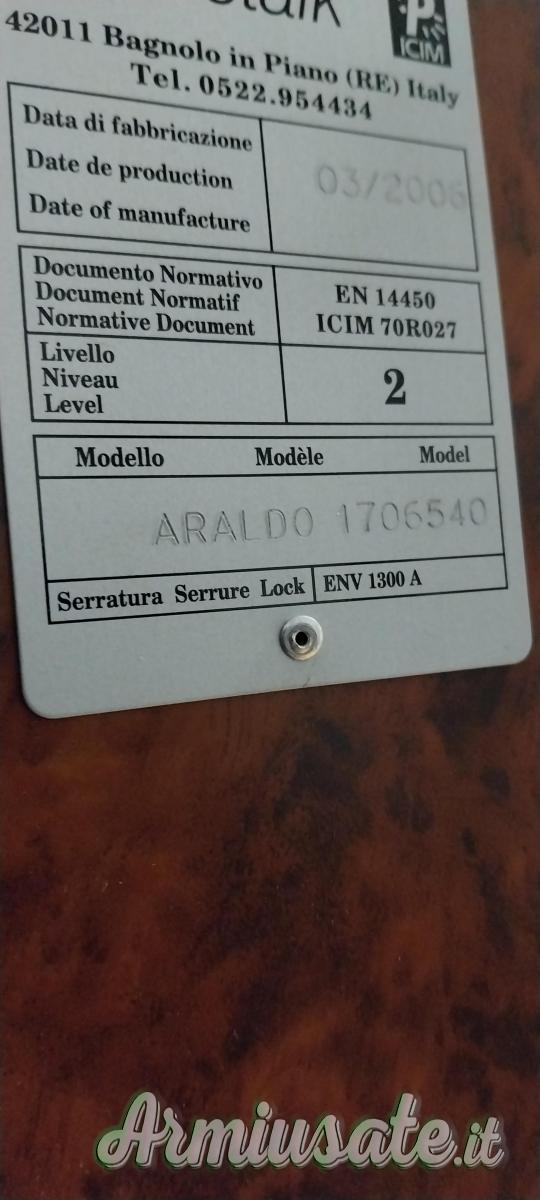 ICIM
42011 Bagnolo in Piano (RE) Italy
Tel. 0522.954434
Data di fabbricazione
Date de production
Date of manufacture
03/2006
Documento Normativo
Document Normatif
Normative Document
EN 14450
ICIM 70R027
Livello
Niveau
Level
2
Modello Modèle Model
ARALDO 1706540
Serratura Serrure Lock ENV 1300 A
Armiusate.it